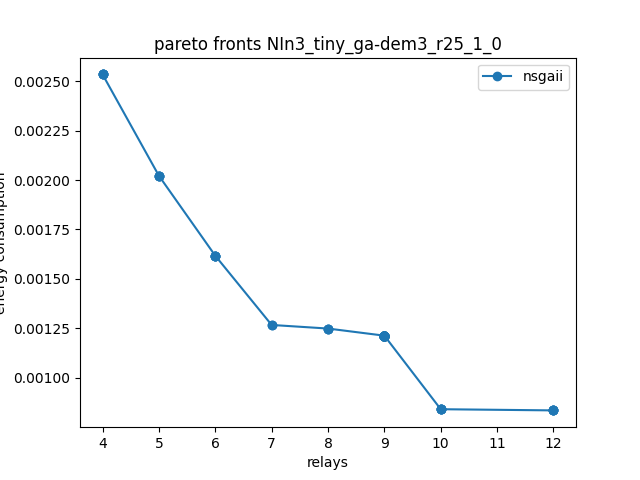 pareto fronts NIn3_tiny_ga-dem3_r25_1_0
nsgaii
0.00250
0.00225
0.00200
0.00175
0.00150
0.00125
0.00100
energy consumption
4 5 6 7 8 9 10 11 12
relays